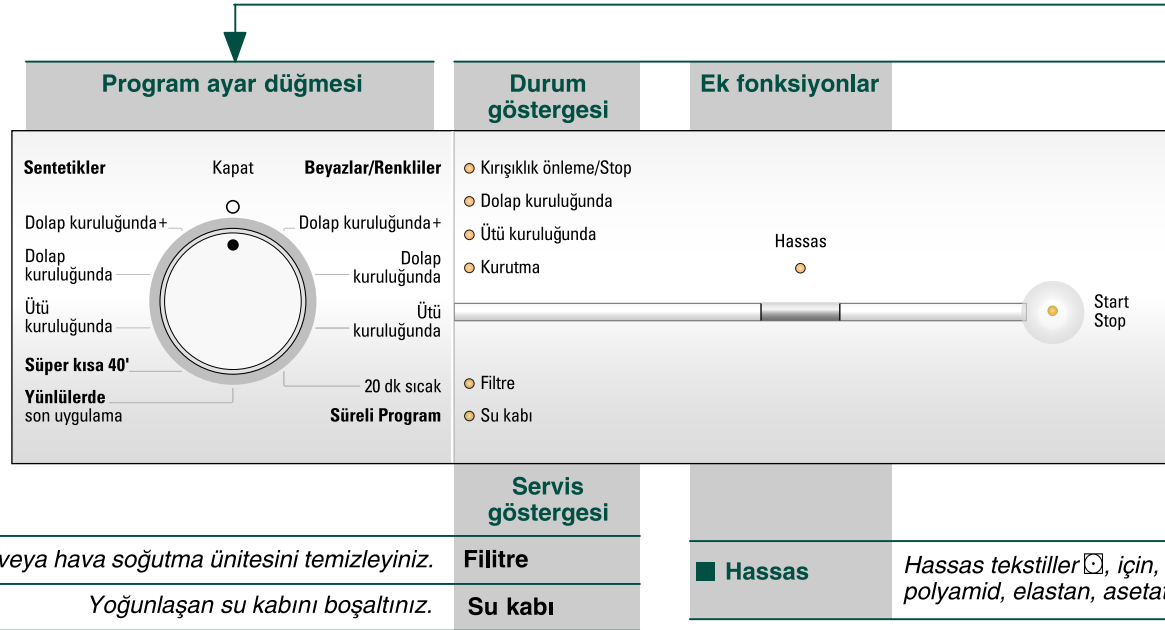 Program ayar düğmesi
Durum
göstergesi
Ek fonksiyonlar
Sentetikler
Kapat
Beyazlar/Renkliler
Dolap kuruluğunda+
Dolap
kuruluğunda
Ütü
kuruluğunda
Süper kısa 40'
Yünlülerde
son uygulama
Dolap kuruluğunda+
Dolap
kuruluğunda
Ütü
kuruluğunda
20 dk sıcak
Süreli Program
Kırışıklık önleme/Stop
Dolap kuruluğunda
Ütü kuruluğunda
Kurutma
Filtre
Su kabı
Hassas
Start
Stop
Servis
göstergesi
veya hava soğutma ünitesini temizleyiniz.
Filitre
Yoğunlaşan su kabını boşaltınız.
Su kabı
Hassas
Hassas tekstiller , için,
polyamid, elastan, asetat